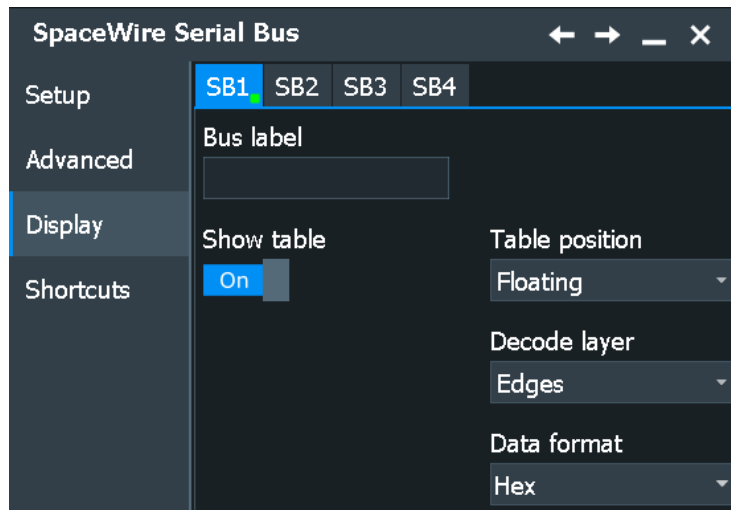 SpaceWire Serial Bus
Setup
Advanced
Display
Shortcuts
SB1 SB2 SB3 SB4
Bus label
Show table
On
Table position
Floating
Decode layer
Edges
Data format
Hex